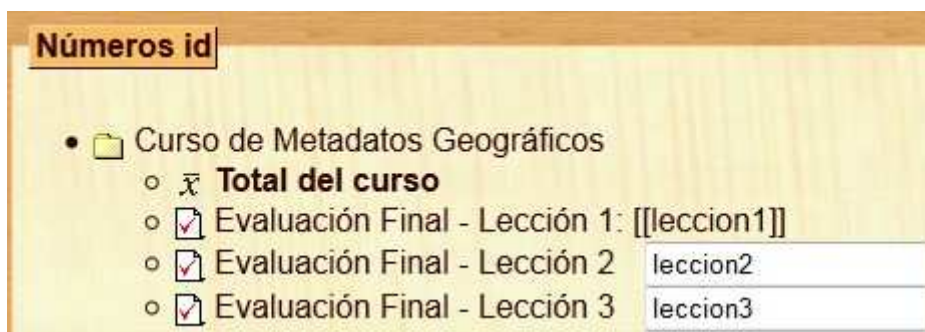 Números id
Curso de Metadatos Geográficos
x̅ Total del curso
Evaluación Final - Lección 1: [[leccion1]]
Evaluación Final - Lección 2 leccion2
Evaluación Final - Lección 3 leccion3